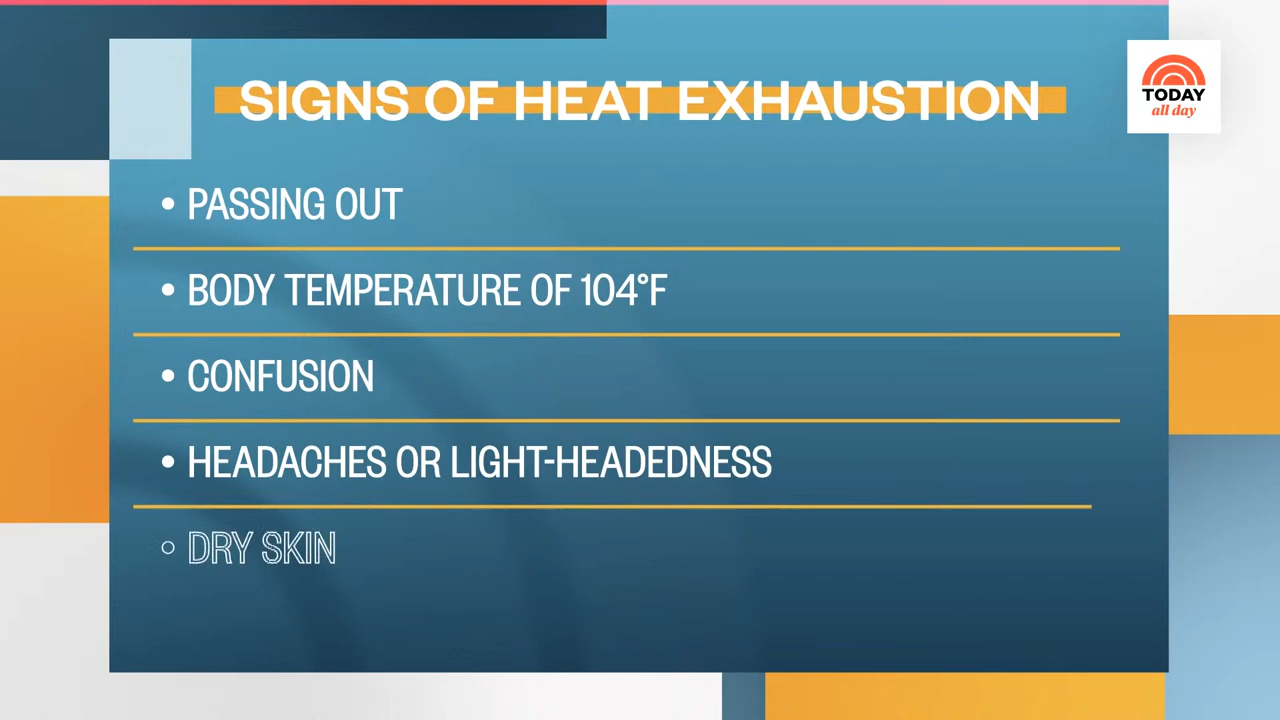 SIGNS OF HEAT EXHAUSTION
TODAY
all day
• PASSING OUT
• BODY TEMPERATURE OF 104°F
• CONFUSION
• HEADACHES OR LIGHT-HEADEDNESS
○ DRY SKIN